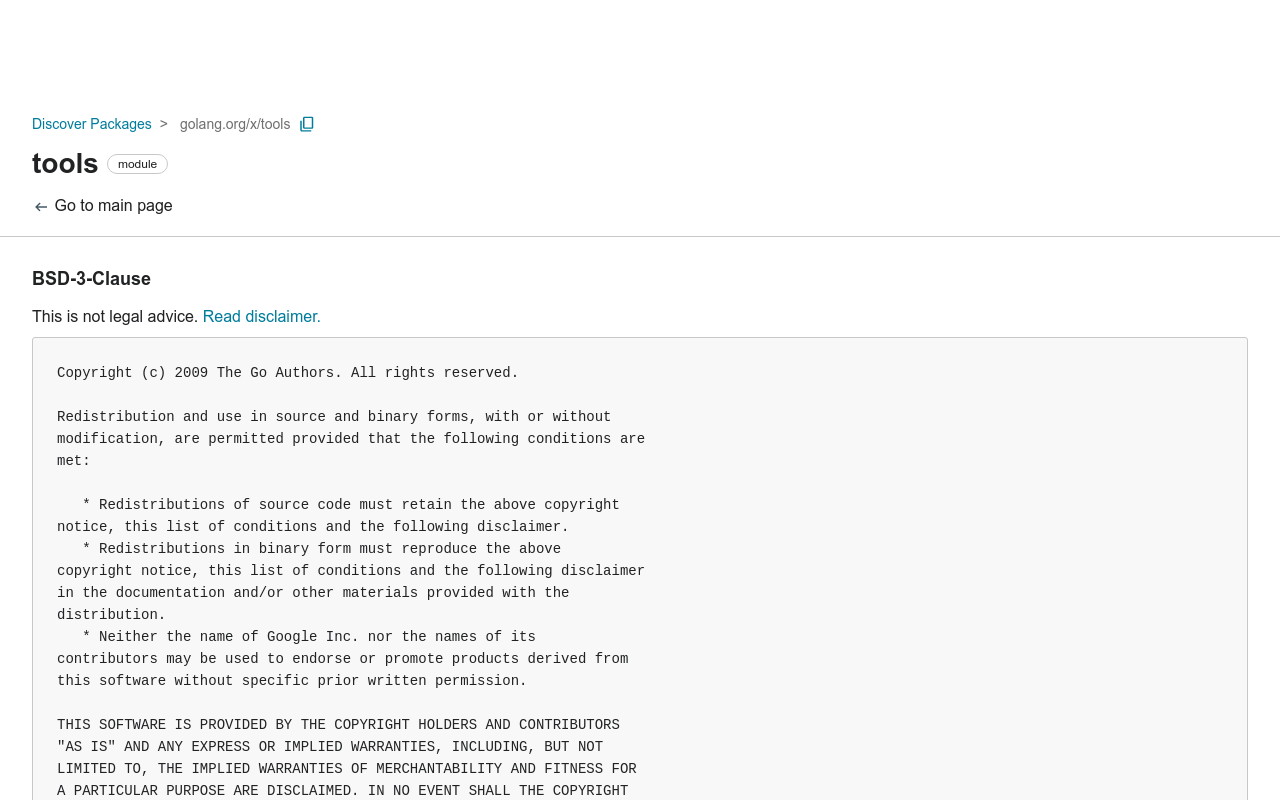 Discover Packages > golang.org/x/tools
tools module
← Go to main page
BSD-3-Clause
This is not legal advice. Read disclaimer.
Copyright (c) 2009 The Go Authors. All rights reserved.
Redistribution and use in source and binary forms, with or without
modification, are permitted provided that the following conditions are
met:
* Redistributions of source code must retain the above copyright
notice, this list of conditions and the following disclaimer.
* Redistributions in binary form must reproduce the above
copyright notice, this list of conditions and the following disclaimer
in the documentation and/or other materials provided with the
distribution.
* Neither the name of Google Inc. nor the names of its
contributors may be used to endorse or promote products derived from
this software without specific prior written permission.
THIS SOFTWARE IS PROVIDED BY THE COPYRIGHT HOLDERS AND CONTRIBUTORS
"AS IS" AND ANY EXPRESS OR IMPLIED WARRANTIES, INCLUDING, BUT NOT
LIMITED TO, THE IMPLIED WARRANTIES OF MERCHANTABILITY AND FITNESS FOR
A PARTICULAR PURPOSE ARE DISCLAIMED. IN NO EVENT SHALL THE COPYRIGHT